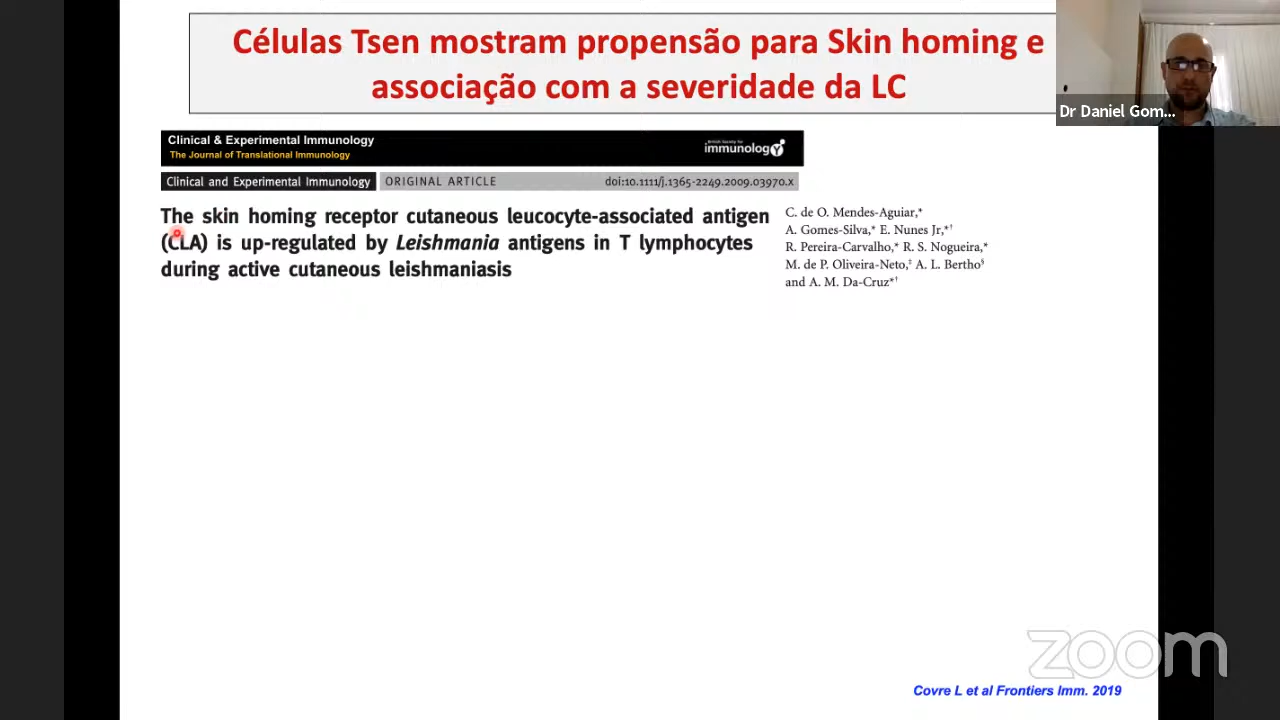 Células Tsen mostram propensão para Skin homing e
associação com a severidade da LC
Dr Daniel Gom...
Clinical & Experimental Immunology
The Journal of Translational Immunology
British Society for
immunology
Clinical and Experimental Immunology
ORIGINAL ARTICLE
doi:10.1111/j.1365-2249.2009.03970.x
The skin homing receptor cutaneous leucocyte-associated antigen
(CLA) is up-regulated by Leishmania antigens in T lymphocytes
during active cutaneous leishmaniasis
C. de O. Mendes-Aguiar,*
A. Gomes-Silva,* E. Nunes Jr,*†
R. Pereira-Carvalho,* R. S. Nogueira,*
M. de P. Oliveira-Neto,‡ A. L. Bertho§
and A. M. Da-Cruz*†
zoom
Covre L et al Frontiers Imm. 2019